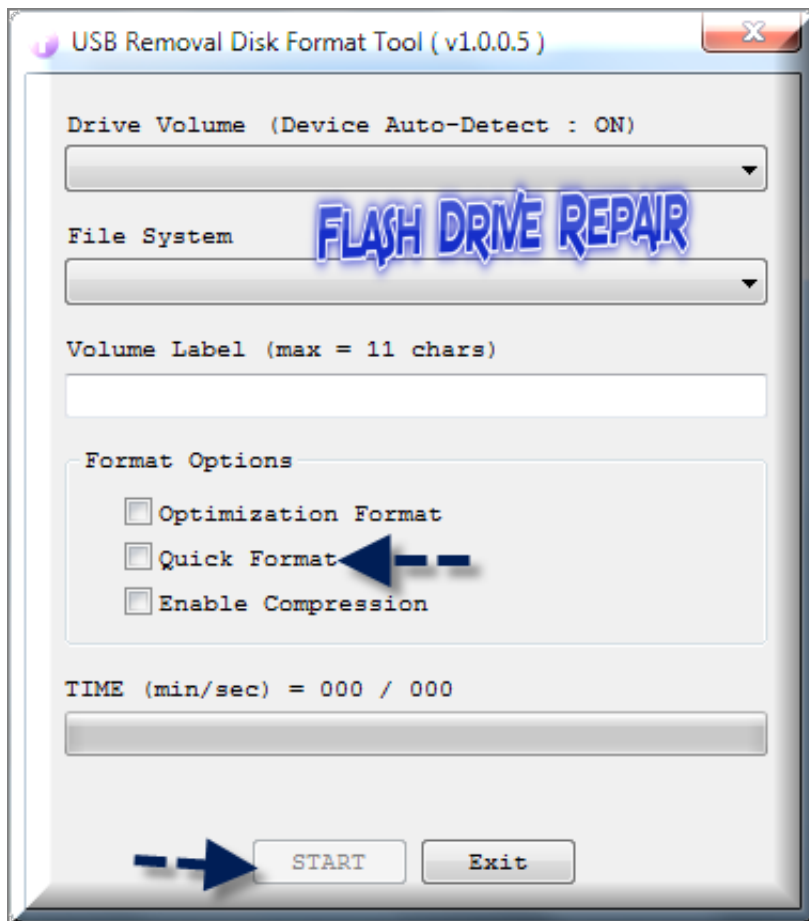 USB Removal Disk Format Tool ( v1.0.0.5 )
Drive Volume (Device Auto-Detect : ON)
FLASH DRIVE REPAIR
File System
Volume Label (max = 11 chars)
Format Options
Optimization Format
Quick Format
Enable Compression
TIME (min/sec) = 000 / 000
START
Exit